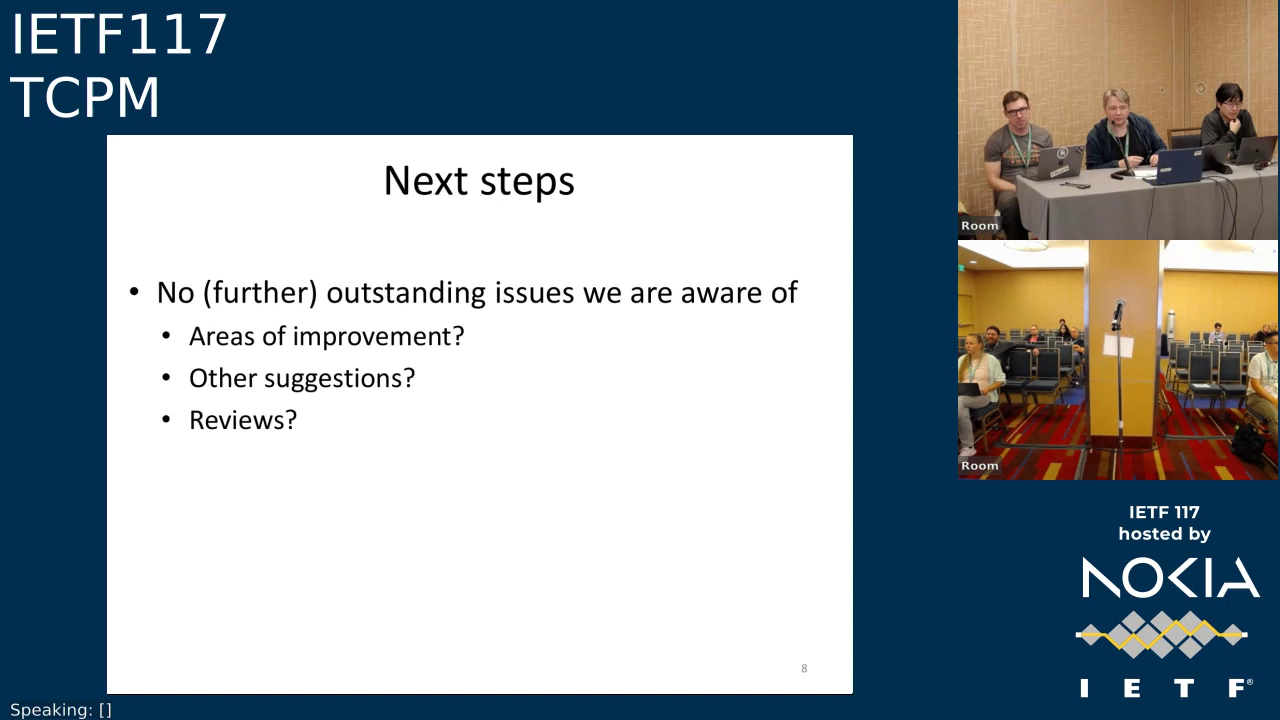 IETF117
TCPM
Next steps
• No (further) outstanding issues we are aware of
• Areas of improvement?
• Other suggestions?
• Reviews?
8
Room
Room
IETF 117
hosted by
NOKIA
I E T F®
Speaking: []